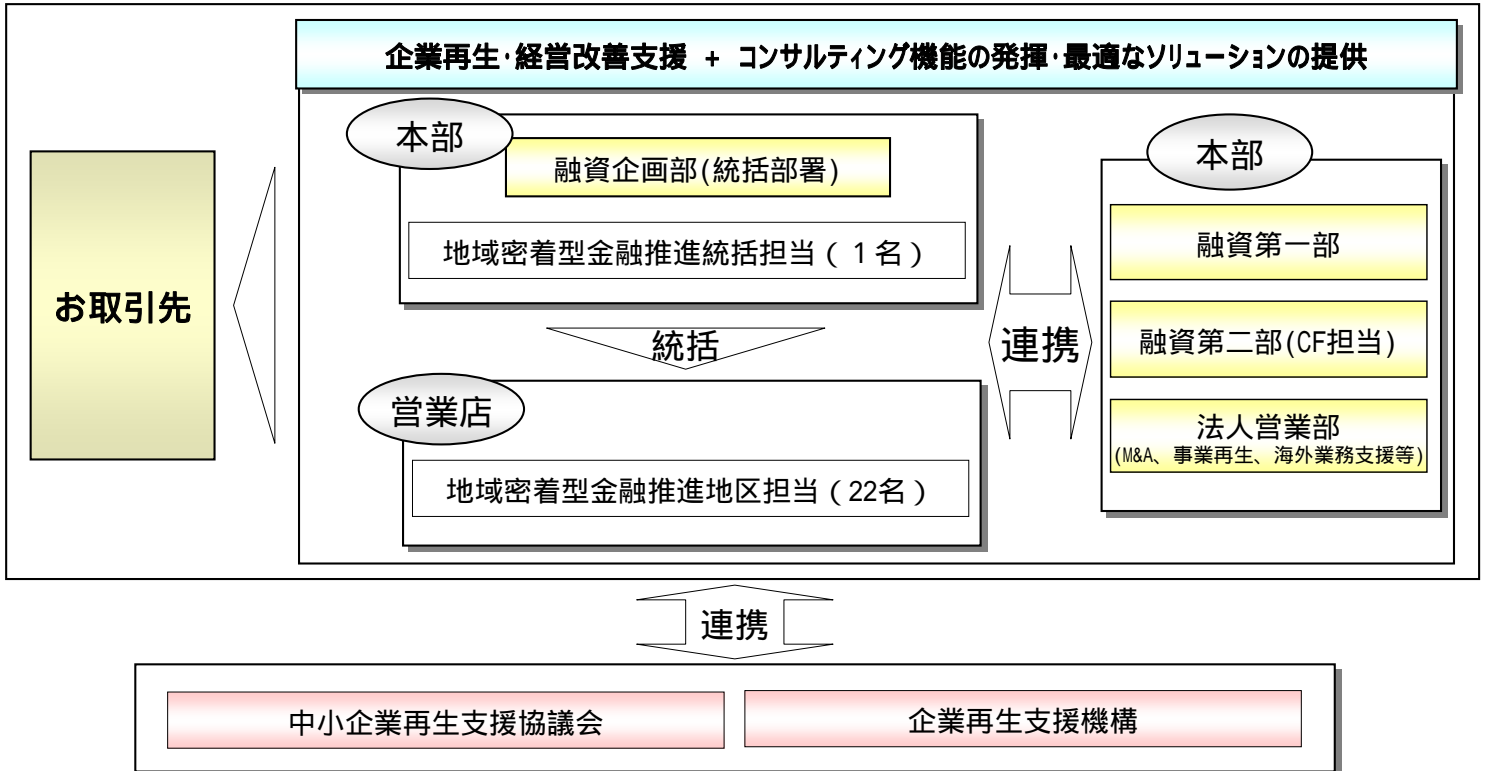 企業再生・経営改善支援 + コンサルティング機能の発揮・最適なソリューションの提供
本部
融資企画部(統括部署)
地域密着型金融推進統括担当（1名）
統括
営業店
地域密着型金融推進地区担当（22名）
お取引先
連携
本部
融資第一部
融資第二部(CF担当)
法人営業部
(M&A、事業再生、海外業務支援等)
連携
中小企業再生支援協議会
企業再生支援機構